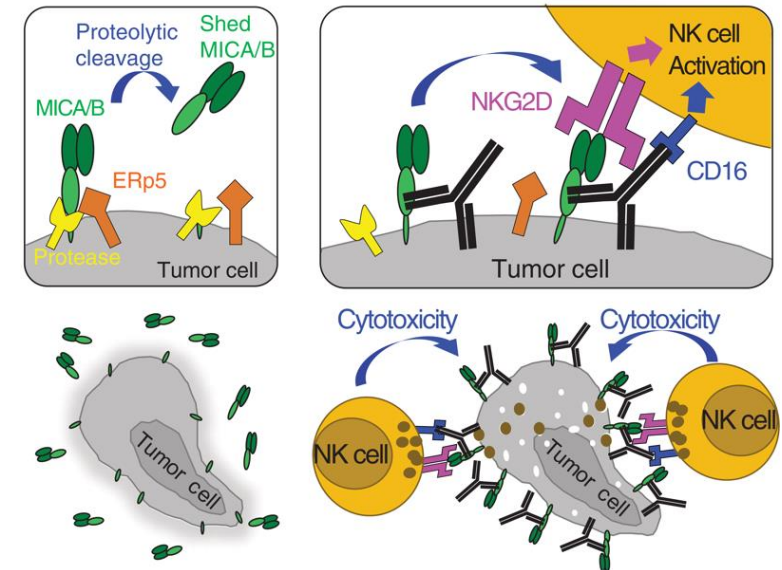 Proteolytic
cleavage
Shed
MICA/B
MICA/B
ERp5
Protease
Tumor cell
NKG2D
NK cell
Activation
CD16
Tumor cell
Tumor cell
Cytotoxicity
Cytotoxicity
NK cell
NK cell
Tumor cell